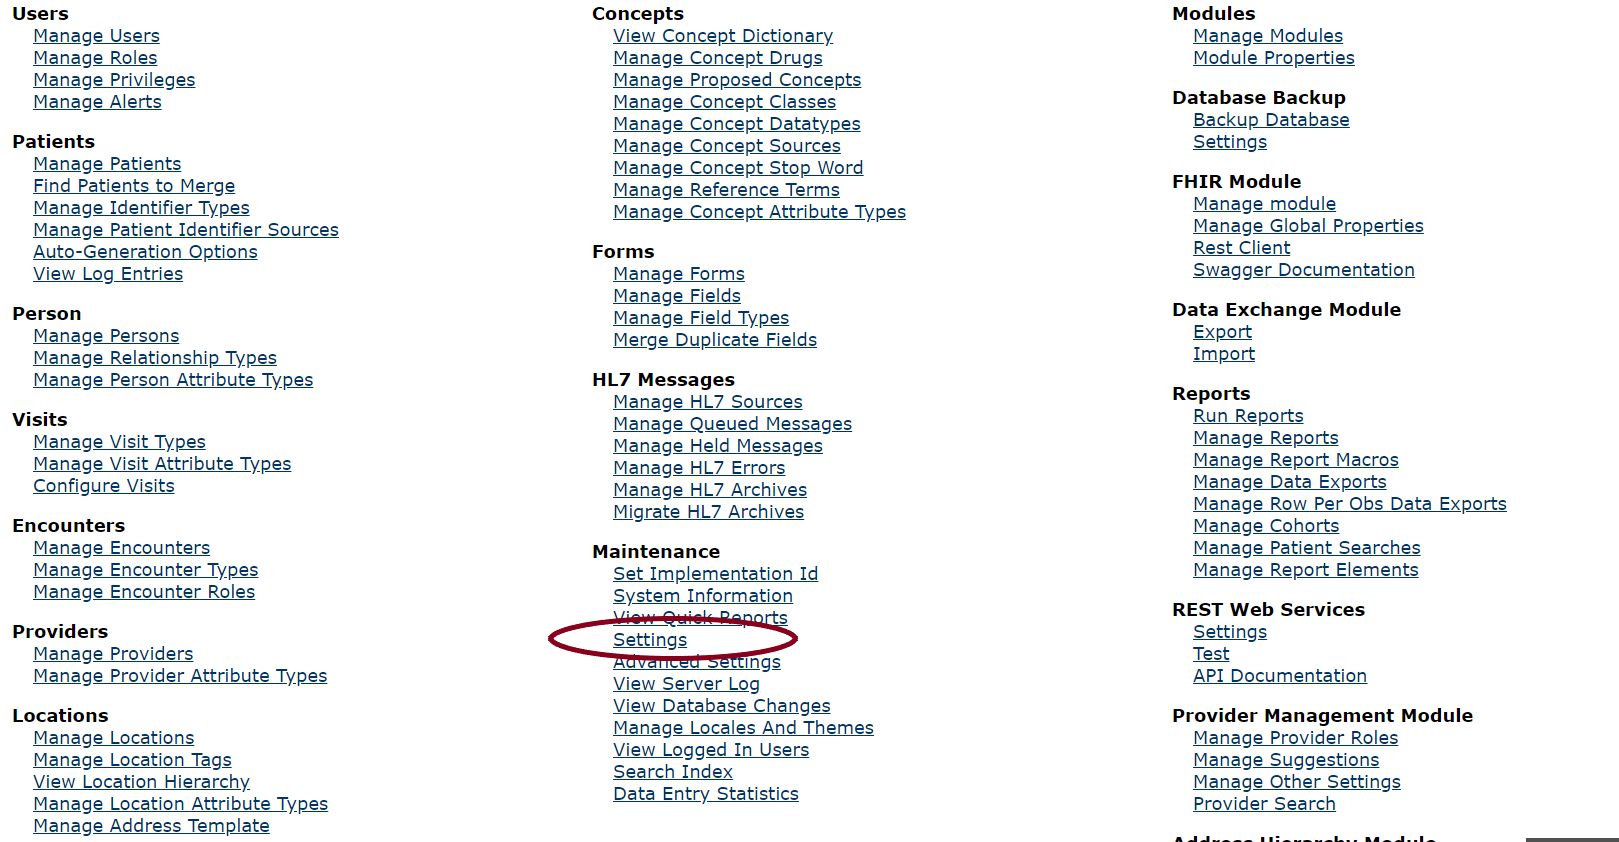 Users
Manage Users
Manage Roles
Manage Privileges
Manage Alerts
Patients
Manage Patients
Find Patients to Merge
Manage Identifier Types
Manage Patient Identifier Sources
Auto-Generation Options
View Log Entries
Person
Manage Persons
Manage Relationship Types
Manage Person Attribute Types
Visits
Manage Visit Types
Manage Visit Attribute Types
Configure Visits
Encounters
Manage Encounters
Manage Encounter Types
Manage Encounter Roles
Providers
Manage Providers
Manage Provider Attribute Types
Locations
Manage Locations
Manage Location Tags
View Location Hierarchy
Manage Location Attribute Types
Manage Address Template
Concepts
View Concept Dictionary
Manage Concept Drugs
Manage Proposed Concepts
Manage Concept Classes
Manage Concept Datatypes
Manage Concept Sources
Manage Concept Stop Word
Manage Reference Terms
Manage Concept Attribute Types
Forms
Manage Forms
Manage Fields
Manage Field Types
Merge Duplicate Fields
HL7 Messages
Manage HL7 Sources
Manage Queued Messages
Manage Held Messages
Manage HL7 Errors
Manage HL7 Archives
Migrate HL7 Archives
Maintenance
Set Implementation Id
System Information
View Quick Reports
Settings
Advanced Settings
View Server Log
View Database Changes
Manage Locales And Themes
View Logged In Users
Search Index
Data Entry Statistics
Modules
Manage Modules
Module Properties
Database Backup
Backup Database
Settings
FHIR Module
Manage module
Manage Global Properties
Rest Client
Swagger Documentation
Data Exchange Module
Export
Import
Reports
Run Reports
Manage Reports
Manage Report Macros
Manage Data Exports
Manage Row Per Obs Data Exports
Manage Cohorts
Manage Patient Searches
Manage Report Elements
REST Web Services
Settings
Test
API Documentation
Provider Management Module
Manage Provider Roles
Manage Suggestions
Manage Other Settings
Provider Search
Address Hierarchy Module